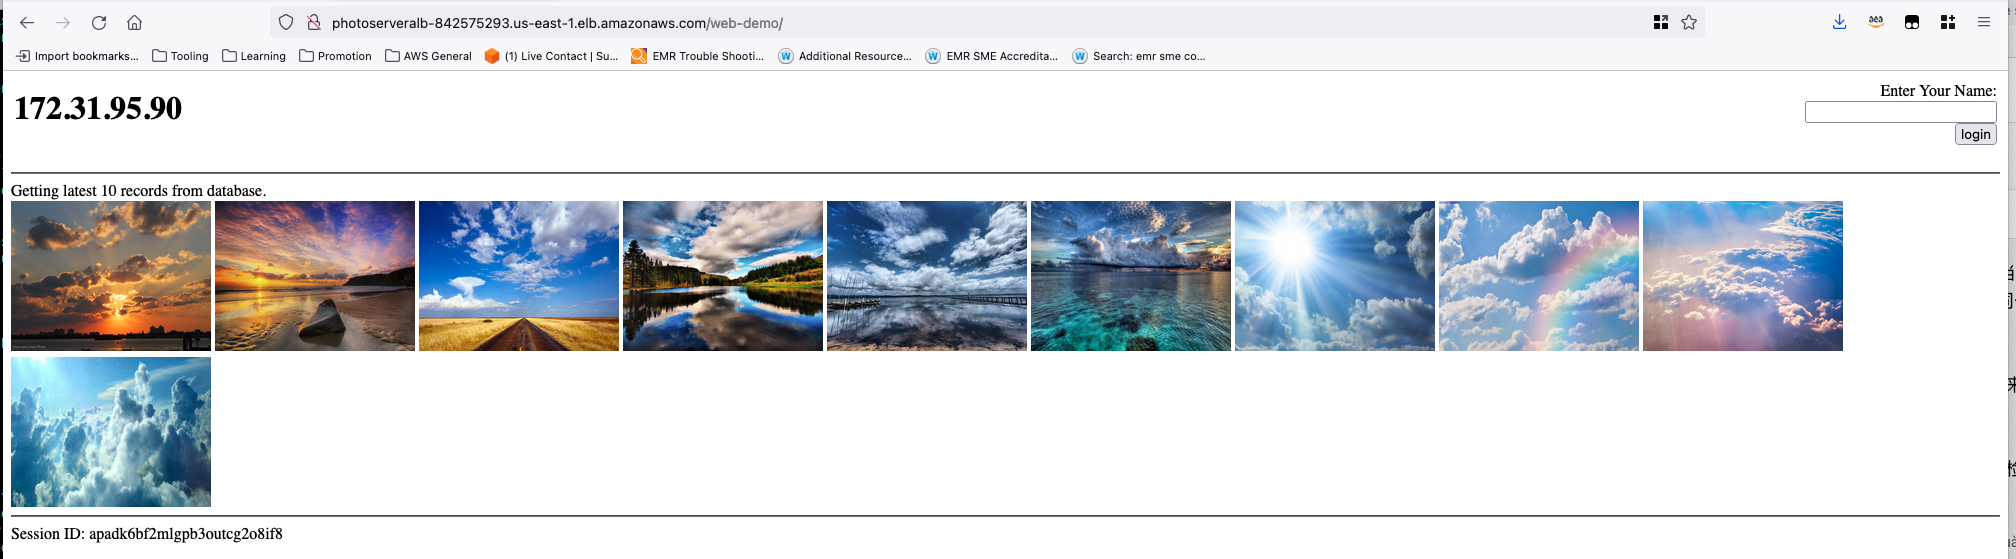 photoserveralb-842575293.us-east-1.elb.amazonaws.com/web-demo/
Import bookmarks... Tooling Learning Promotion AWS General (1) Live Contact | Su... EMR Trouble Shooti... Additional Resource... EMR SME Accredita... Search: emr sme co...
172.31.95.90
Enter Your Name:
login
Getting latest 10 records from database.
Session ID: apadk6bf2mlgpb3outcg2o8if8